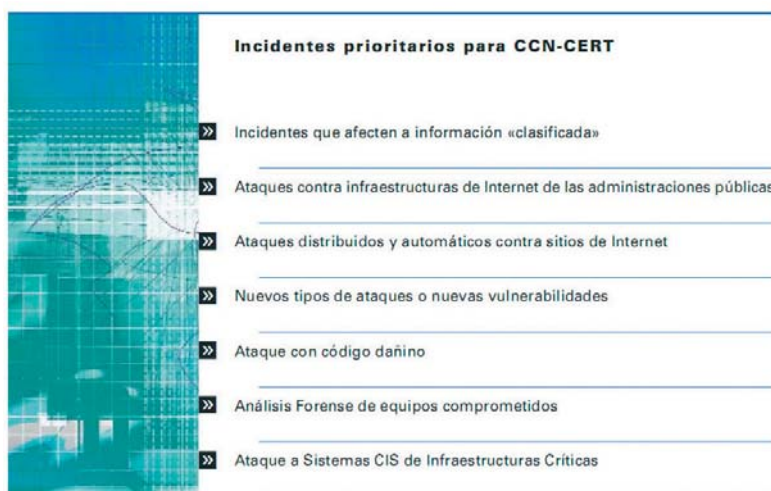 Incidentes prioritarios para CCN-CERT
Incidentes que afecten a información «clasificada»
Ataques contra infraestructuras de Internet de las administraciones públicas
Ataques distribuidos y automáticos contra sitios de Internet
Nuevos tipos de ataques o nuevas vulnerabilidades
Ataque con código dañino
Análisis Forense de equipos comprometidos
Ataque a Sistemas CIS de Infraestructuras Críticas